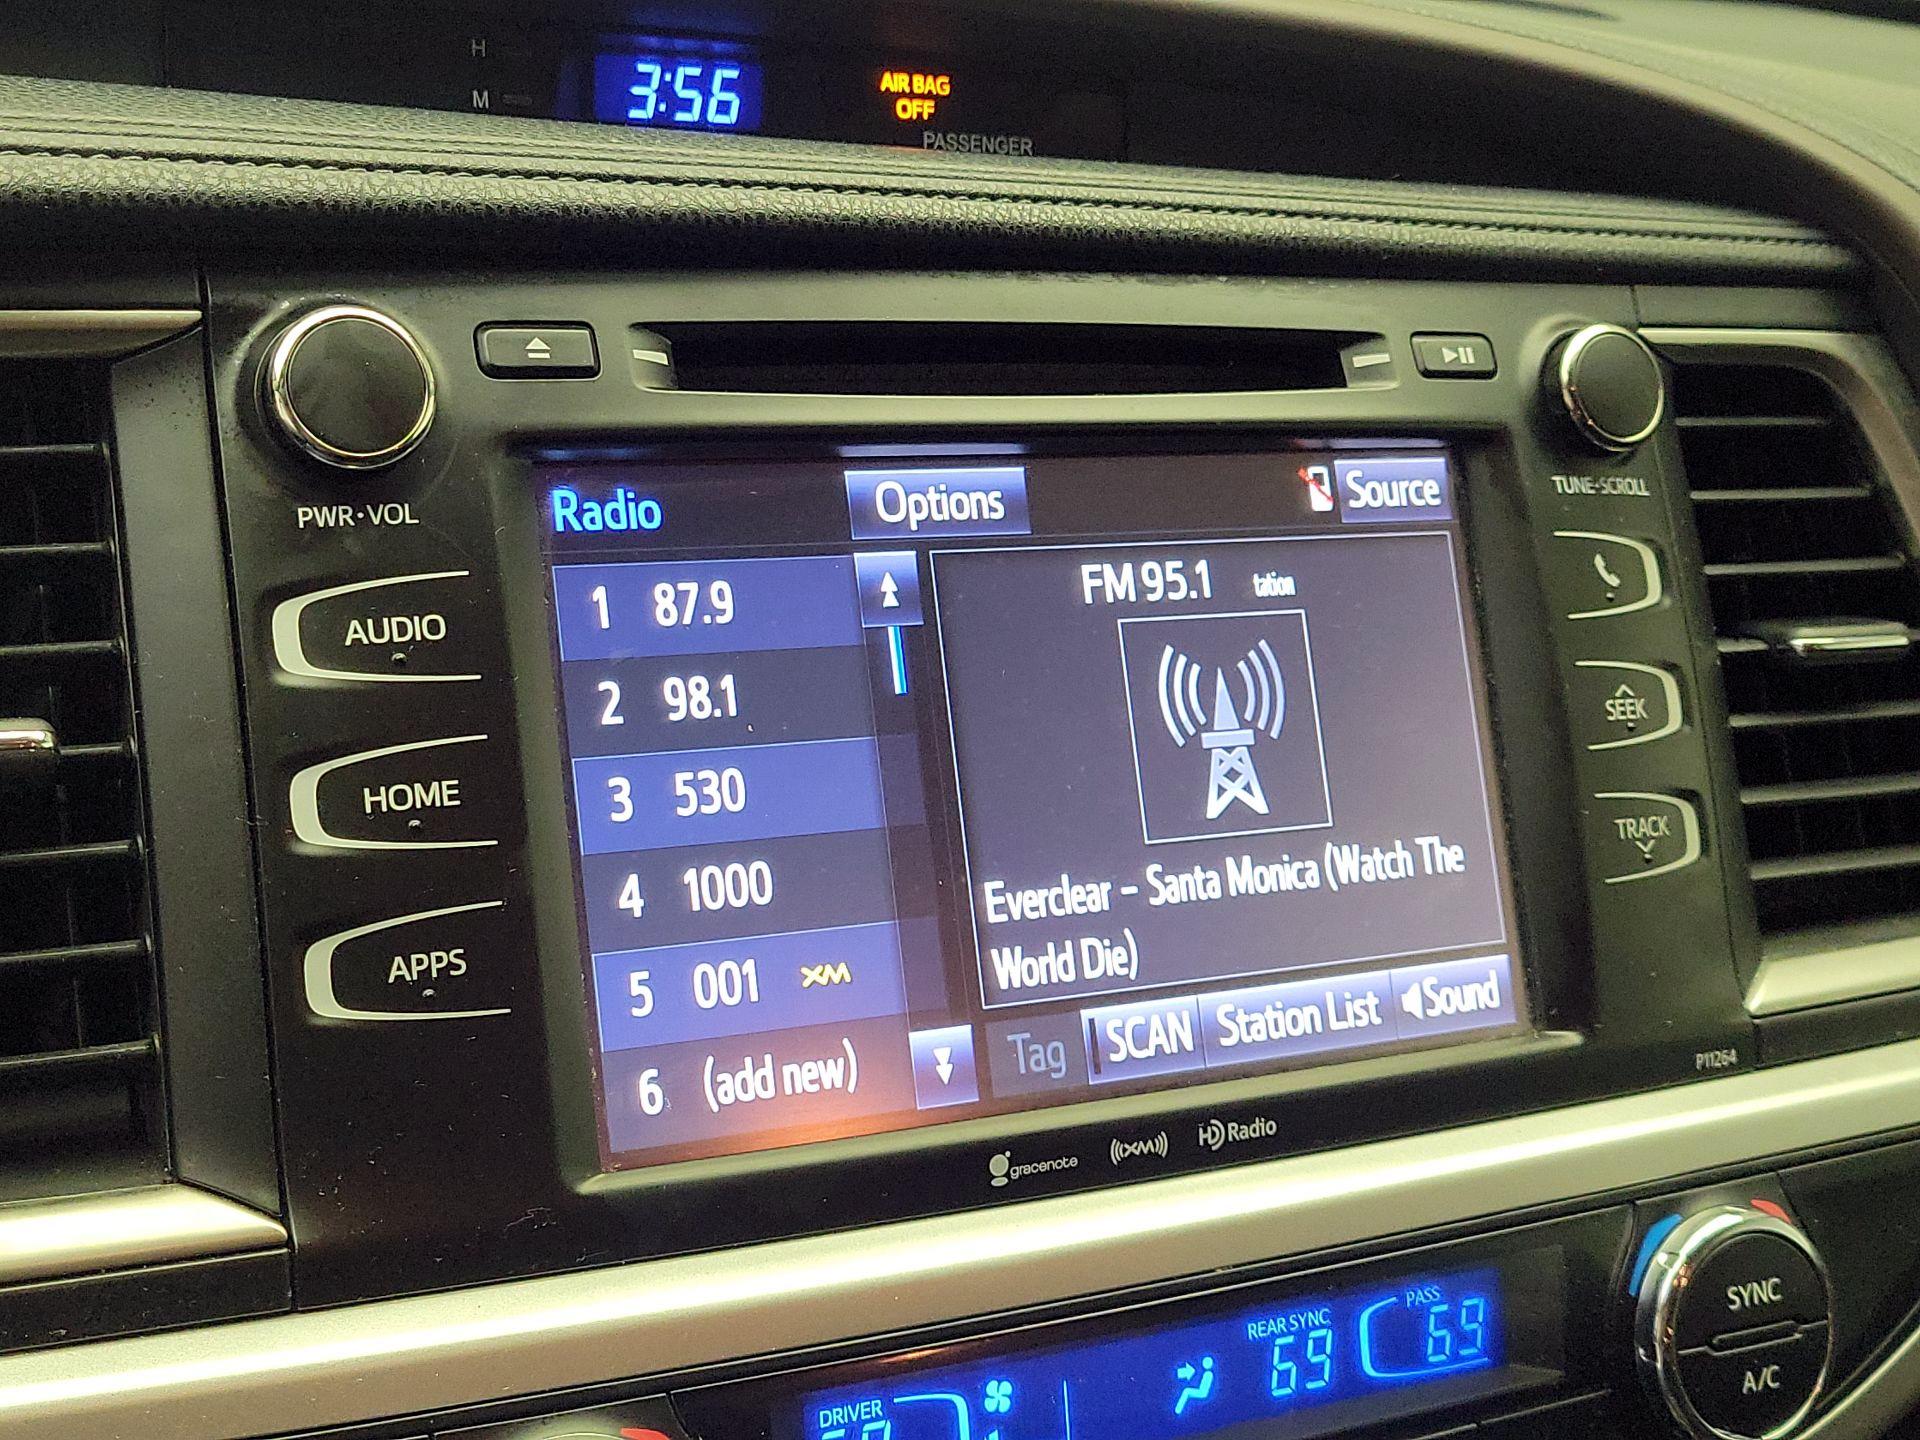 H
M
3:56
AIR BAG
OFF
PASSENGER
PWR•VOL
TUNE•SCROLL
AUDIO
HOME
APPS
SEEK
TRACK
Radio
Options
Source
1 87.9
2 98.1
3 530
4 1000
5 001 XM
6 (add new)
FM 95.1 tation
Everclear – Santa Monica (Watch The
World Die)
Tag
SCAN
Station List
Sound
P11264
gracenote
((XM))
HD Radio
SYNC
A/C
REAR SYNC
69
PASS
69
DRIVER